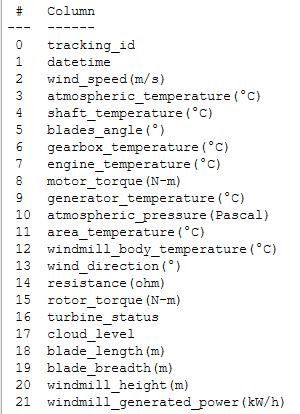 #   Column
--- ------
0   tracking_id
1   datetime
2   wind_speed(m/s)
3   atmospheric_temperature(°C)
4   shaft_temperature(°C)
5   blades_angle(°)
6   gearbox_temperature(°C)
7   engine_temperature(°C)
8   motor_torque(N-m)
9   generator_temperature(°C)
10  atmospheric_pressure(Pascal)
11  area_temperature(°C)
12  windmill_body_temperature(°C)
13  wind_direction(°)
14  resistance(ohm)
15  rotor_torque(N-m)
16  turbine_status
17  cloud_level
18  blade_length(m)
19  blade_breadth(m)
20  windmill_height(m)
21  windmill_generated_power(kW/h)